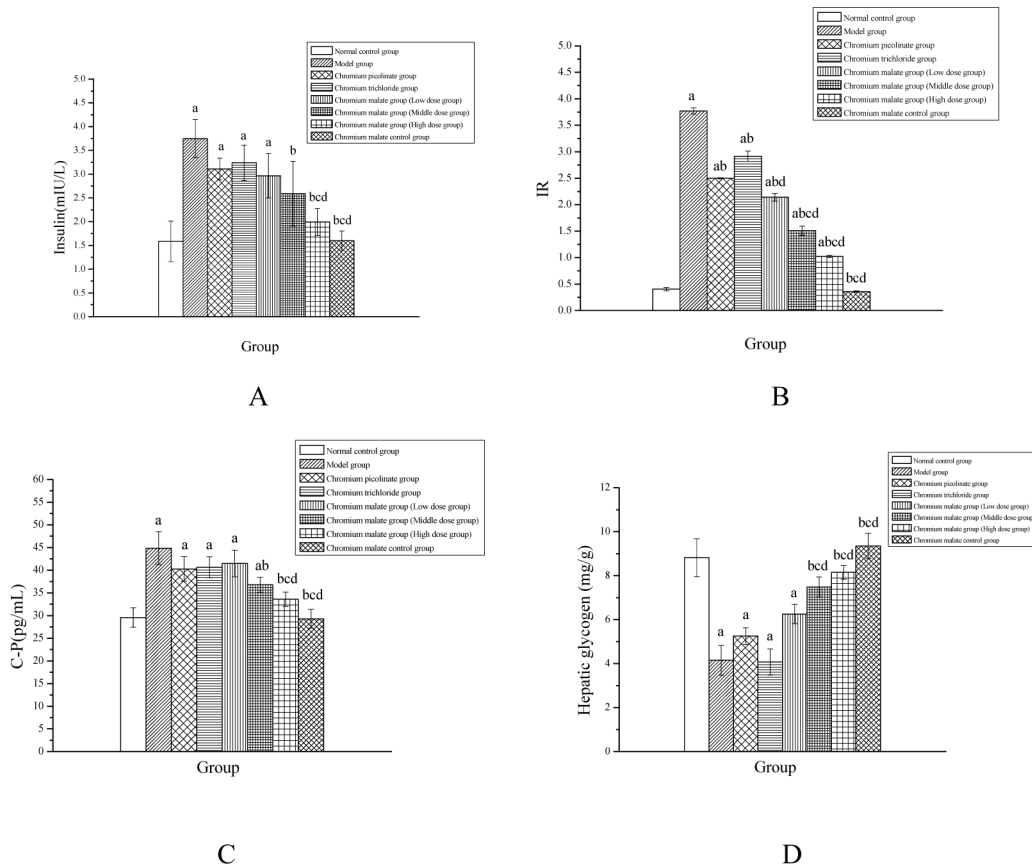 Normal control group
Model group
Chromium picolinate group
Chromium trichloride group
Chromium malate group (Low dose group)
Chromium malate group (Middle dose group)
Chromium malate group (High dose group)
Chromium malate control group
5.0
4.5
4.0
3.5
3.0
2.5
2.0
1.5
1.0
0.5
0.0
Insulin(mIU/L)
a
a
a
a
b
bcd
bcd
Group
A
Normal control group
Model group
Chromium picolinate group
Chromium trichloride group
Chromium malate group (Low dose group)
Chromium malate group (Middle dose group)
Chromium malate group (High dose group)
Chromium malate control group
5.0
4.5
4.0
3.5
3.0
2.5
2.0
1.5
1.0
0.5
0.0
IR
a
ab
ab
abd
abcd
abcd
bcd
Group
B
Normal control group
Model group
Chromium picolinate group
Chromium trichloride group
Chromium malate group (Low dose group)
Chromium malate group (Middle dose group)
Chromium malate group (High dose group)
Chromium malate control group
60
55
50
45
40
35
30
25
20
15
10
5
0
C-P(pg/mL)
a
a
a
a
ab
bcd
bcd
Group
C
Normal control group
Model group
Chromium picolinate group
Chromium trichloride group
Chromium malate group (Low dose group)
Chromium malate group (Middle dose group)
Chromium malate group (High dose group)
Chromium malate control group
12
10
8
6
4
2
0
Hepatic glycogen (mg/g)
a
a
a
a
bcd
bcd
bcd
Group
D